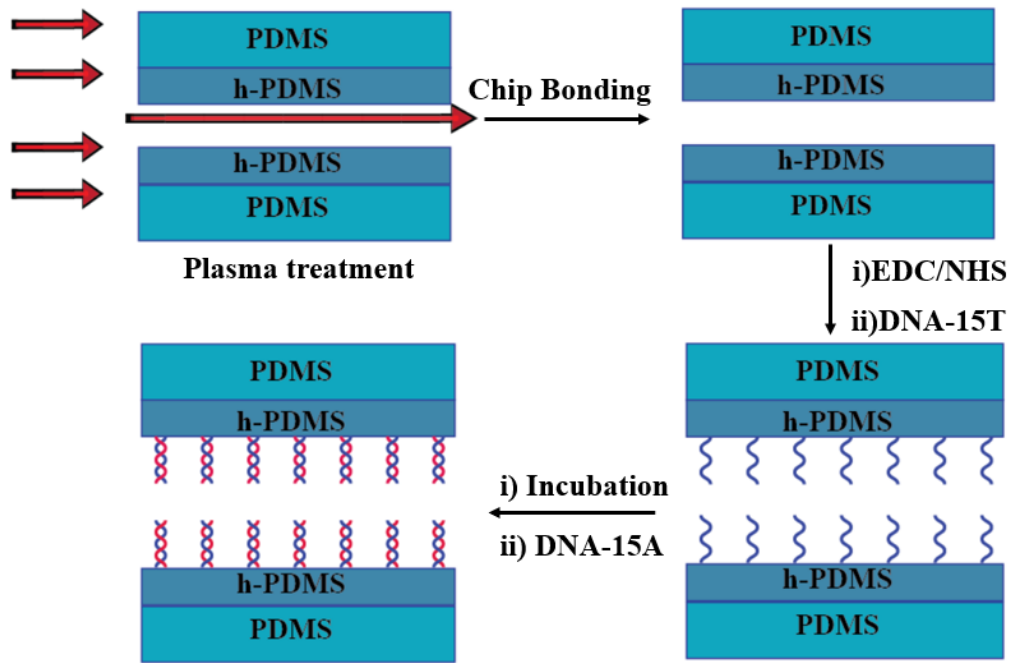 PDMS
h-PDMS
h-PDMS
PDMS
Plasma treatment
Chip Bonding
PDMS
h-PDMS
h-PDMS
PDMS
i)EDC/NHS
ii)DNA-15T
PDMS
h-PDMS
h-PDMS
PDMS
i) Incubation
ii) DNA-15A
PDMS
h-PDMS
h-PDMS
PDMS